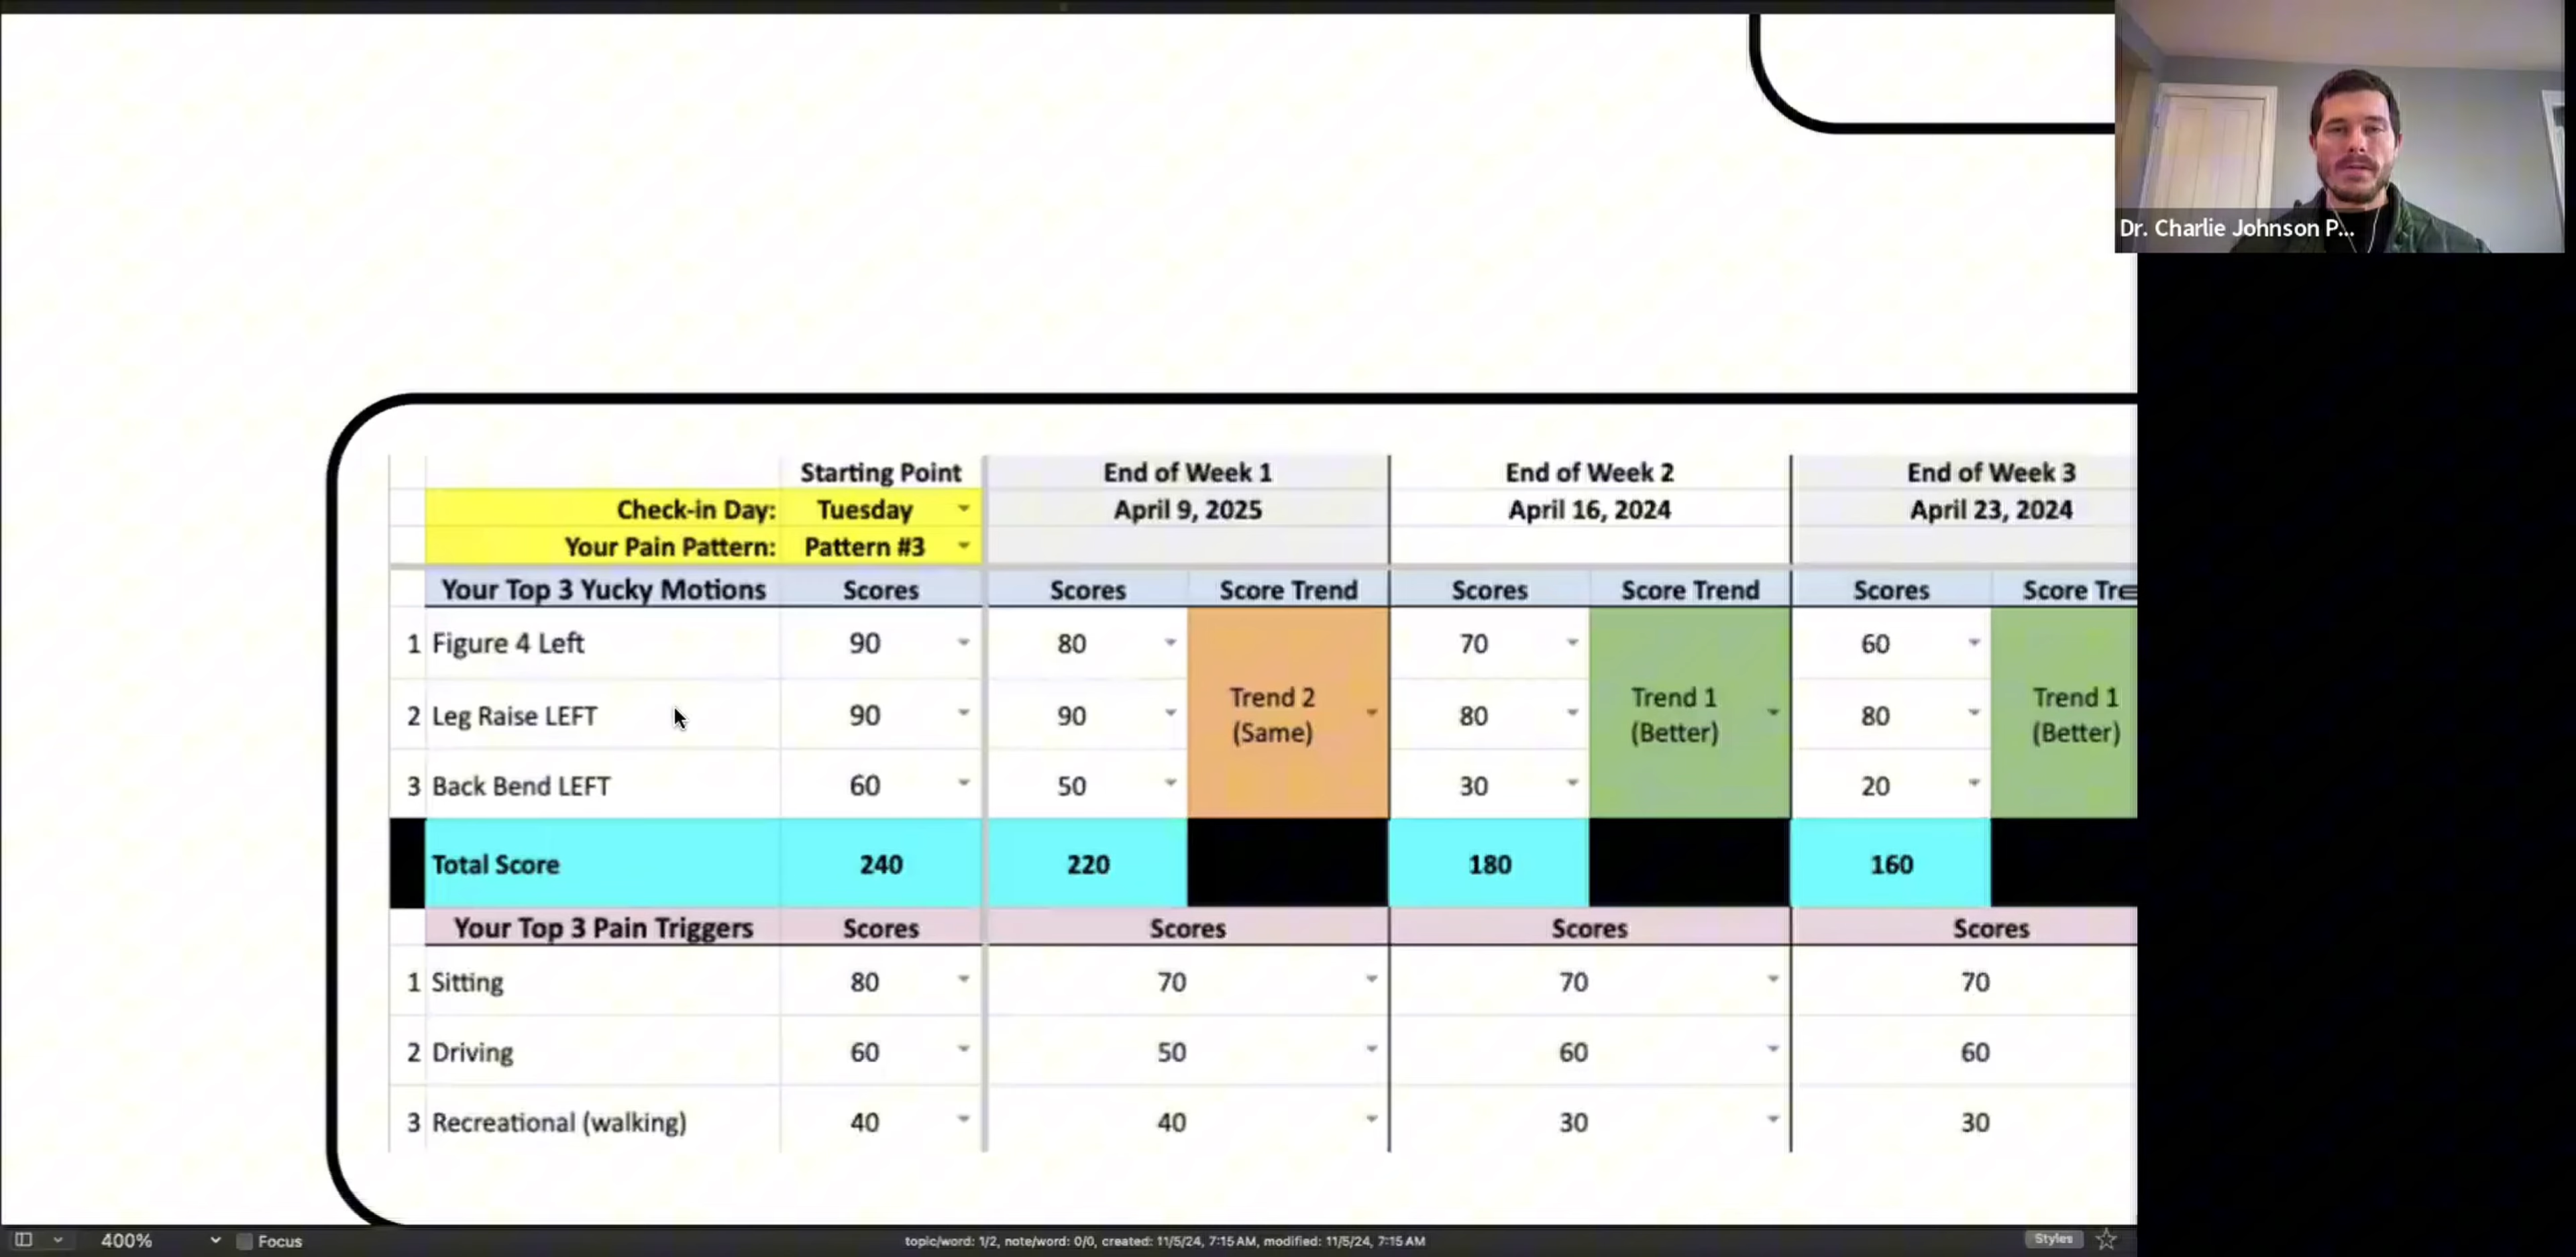 Dr. Charlie Johnson P...
Starting Point End of Week 1 End of Week 2 End of Week 3
Check-in Day: Tuesday April 9, 2025 April 16, 2024 April 23, 2024
Your Pain Pattern: Pattern #3
Your Top 3 Yucky Motions Scores Scores Score Trend Scores Score Trend Scores Score Tre
1 Figure 4 Left 90 80 70 60
2 Leg Raise LEFT 90 90 Trend 2 (Same) 80 Trend 1 (Better) 80 Trend 1 (Better)
3 Back Bend LEFT 60 50 30 20
Total Score 240 220 180 160
Your Top 3 Pain Triggers Scores Scores Scores Scores
1 Sitting 80 70 70 70
2 Driving 60 50 60 60
3 Recreational (walking) 40 40 30 30
400% Focus topic/word: 1/2, note/word: 0/0, created: 11/5/24, 7:15 AM, modified: 11/5/24, 7:15 AM Styles